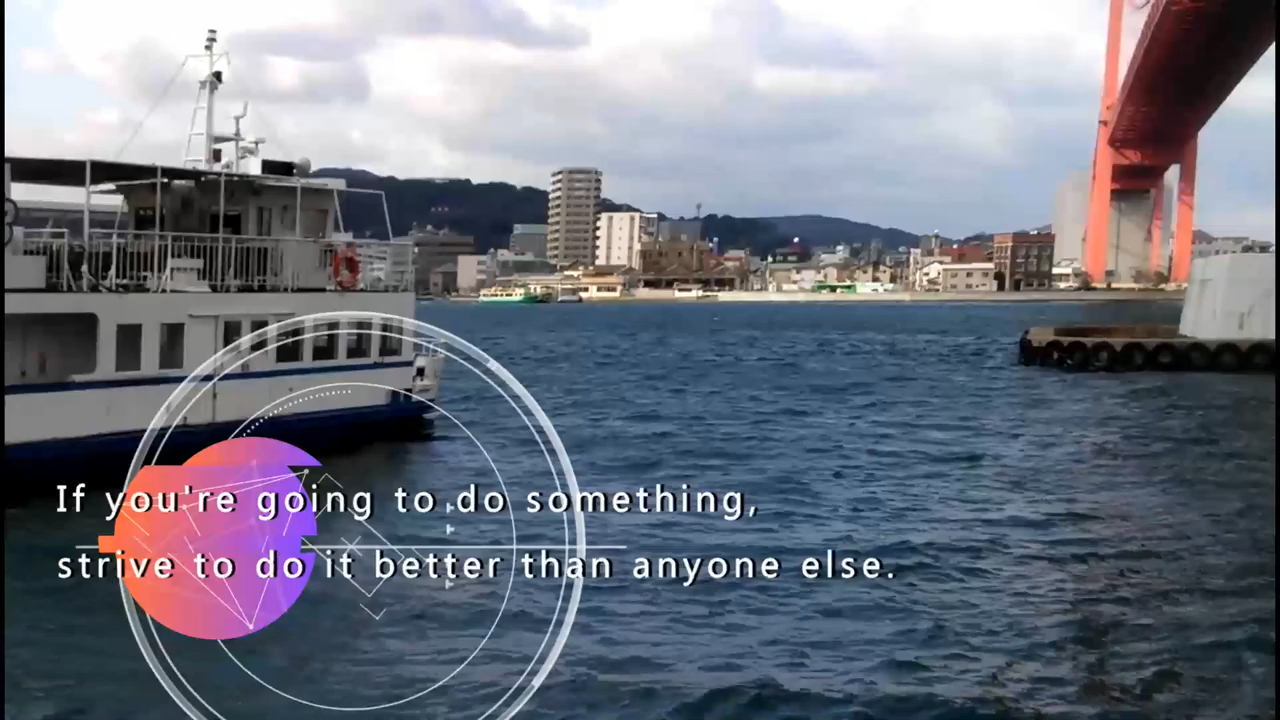 If you're going to do something,
strive to do it better than anyone else.